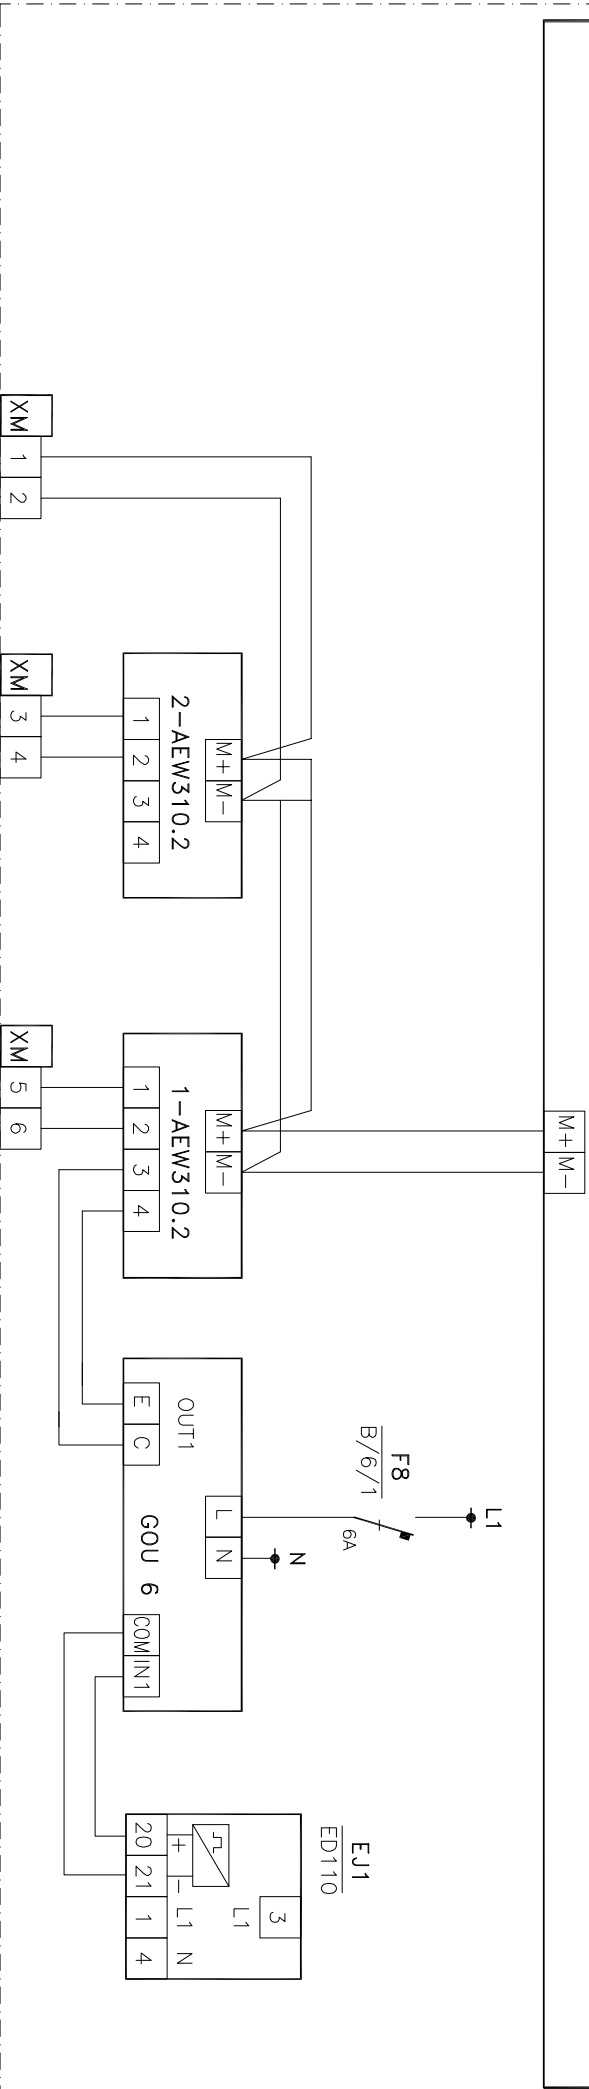 M+ M-
L1
F8
B/6/1
6A
N
EJ1
ED110
3
L1
M+ M-
2-AEW310.2
1 2 3 4
M+ M-
1-AEW310.2
1 2 3 4
L N
OUT1
GOU 6
E C
COM IN1
+ - L1 N
20 21 1 4
XM 1 2
XM 3 4
XM 5 6